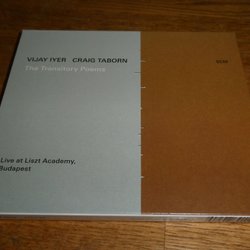 VIJAY IYER CRAIG TABORN
The Transitory Poems
ECM
Live at Liszt Academy,
Budapest